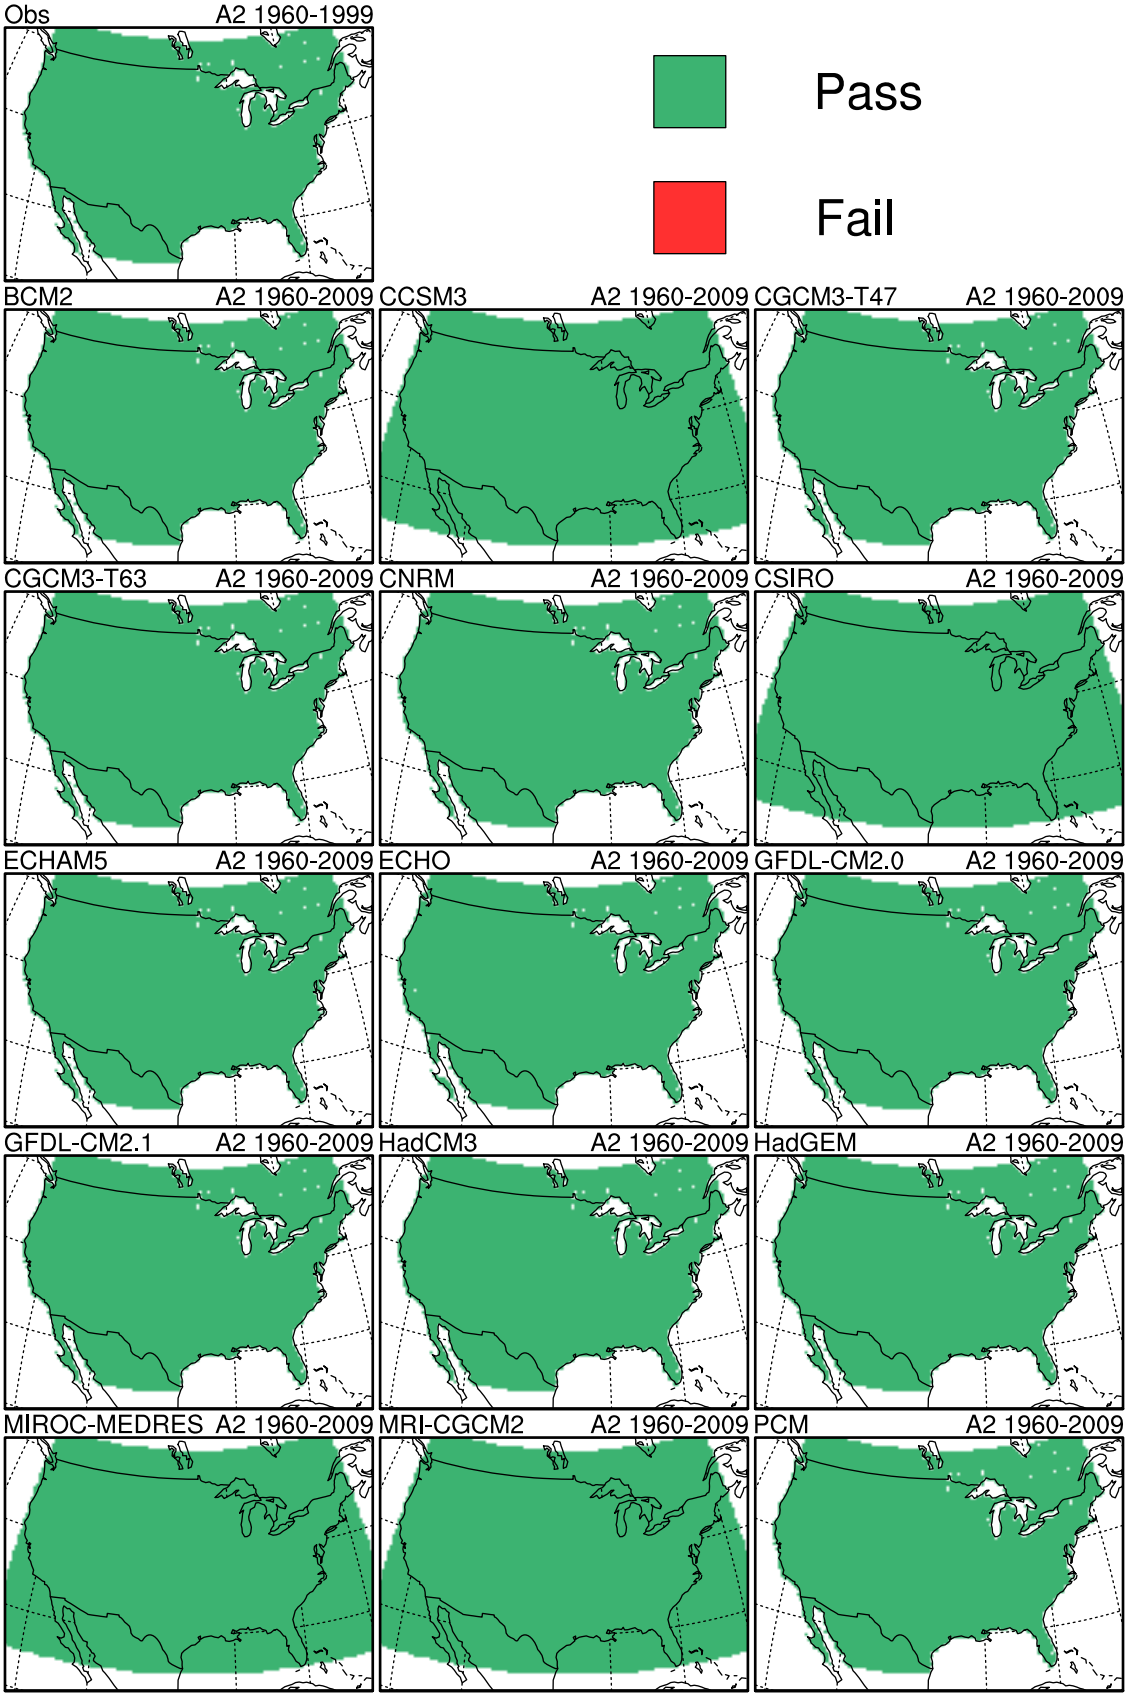 Obs A2 1960-1999
Pass
Fail
BCM2 A2 1960-2009 CCSM3 A2 1960-2009 CGCM3-T47 A2 1960-2009
CGCM3-T63 A2 1960-2009 CNRM A2 1960-2009 CSIRO A2 1960-2009
ECHAM5 A2 1960-2009 ECHO A2 1960-2009 GFDL-CM2.0 A2 1960-2009
GFDL-CM2.1 A2 1960-2009 HadCM3 A2 1960-2009 HadGEM A2 1960-2009
MIROC-MEDRES A2 1960-2009 MRI-CGCM2 A2 1960-2009 PCM A2 1960-2009